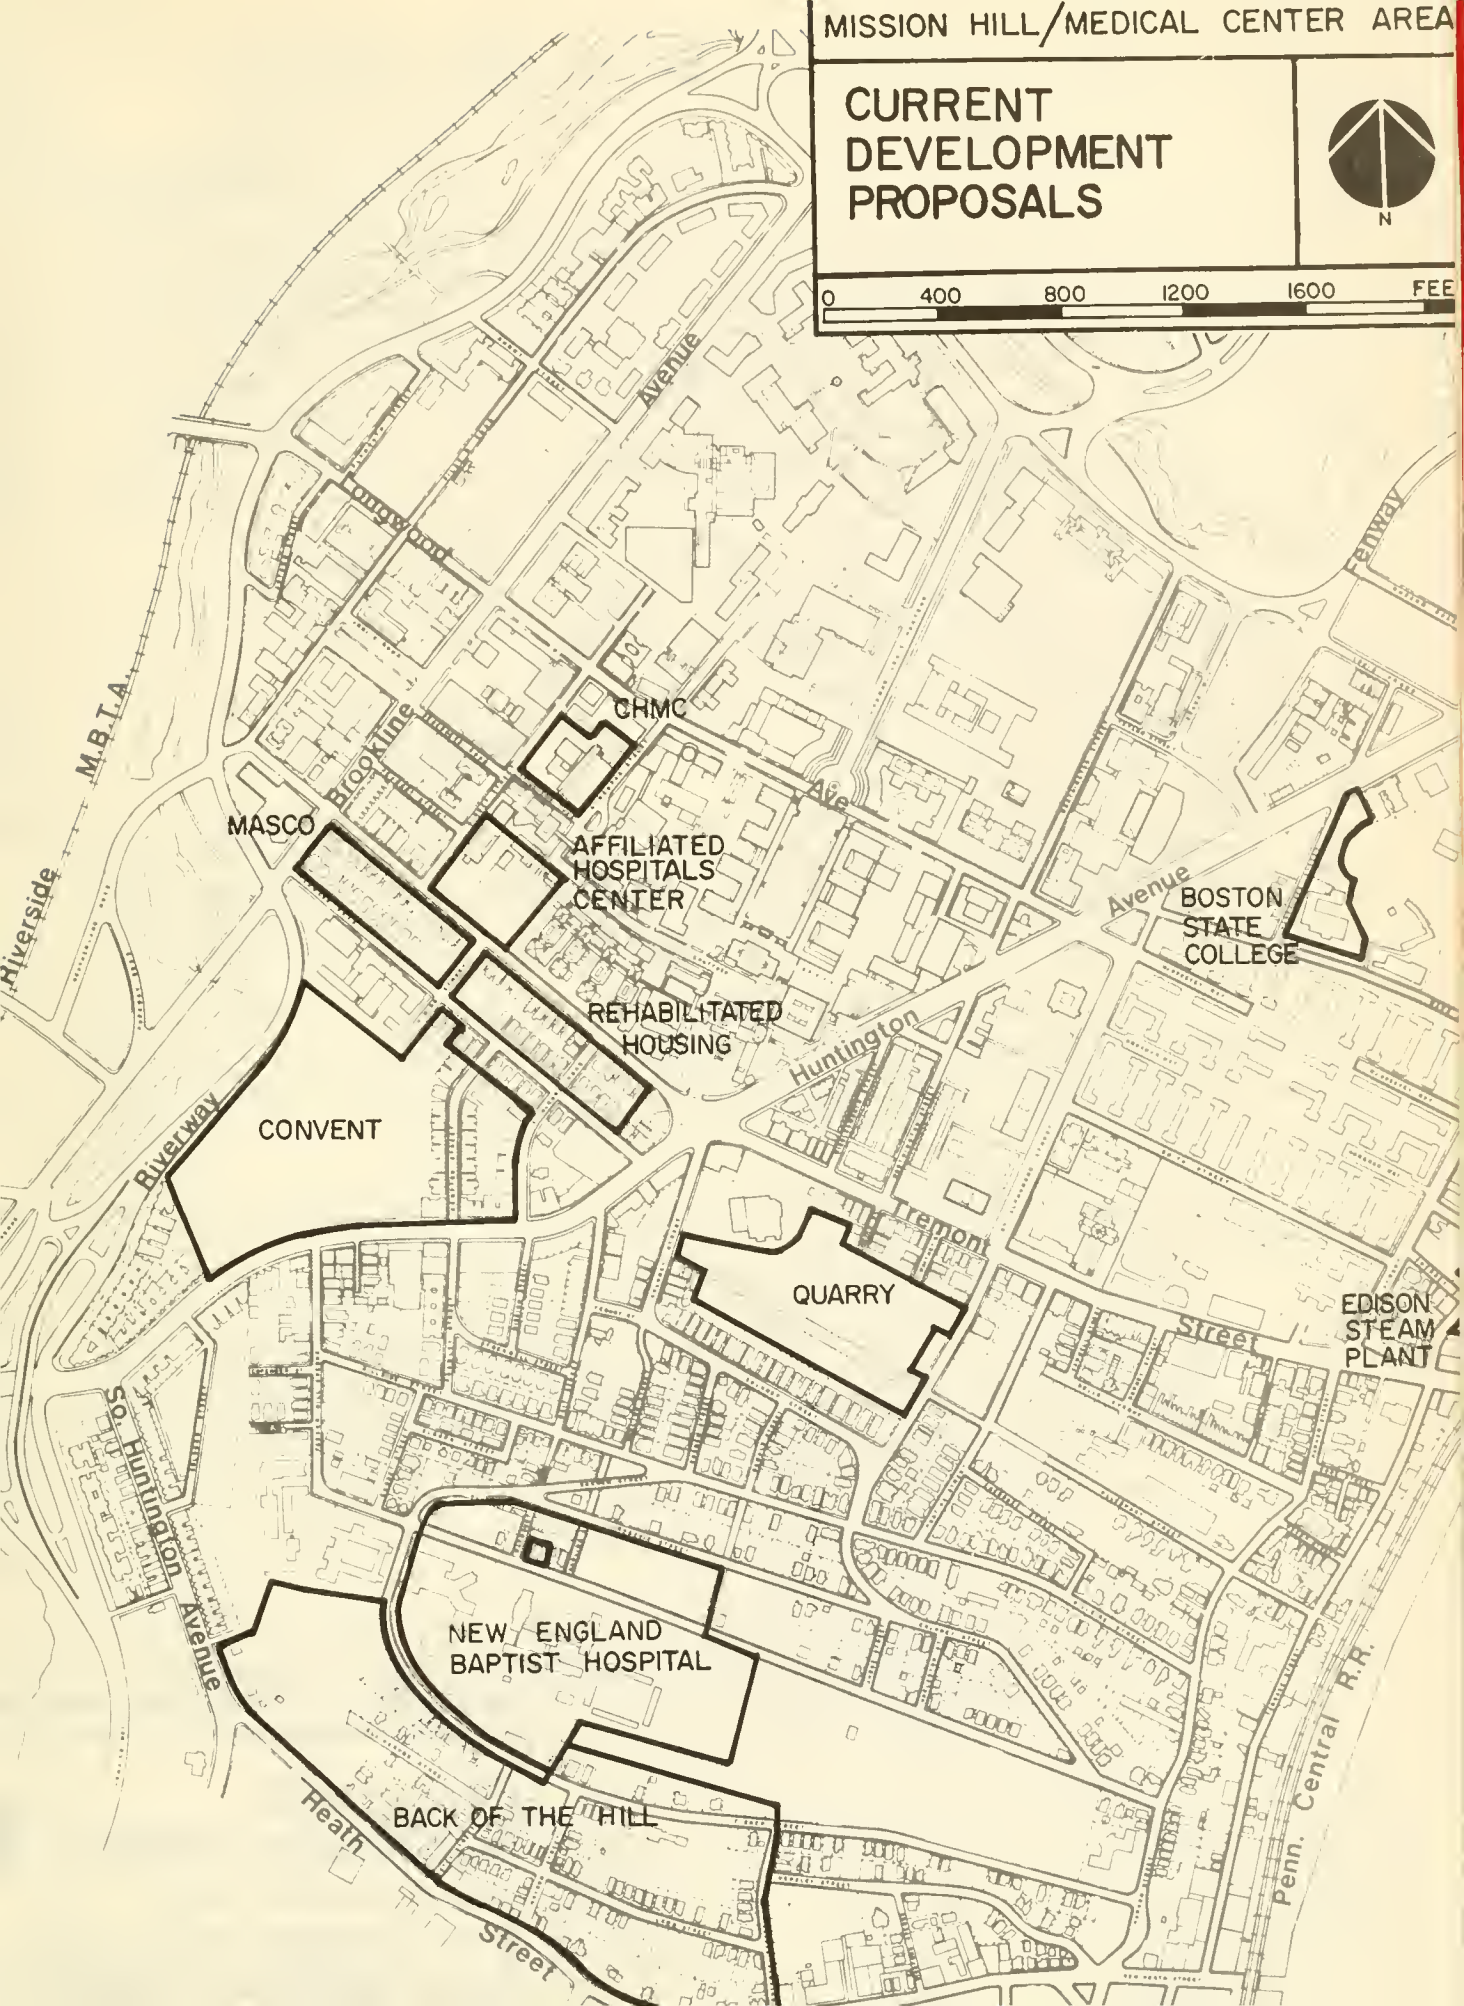 MISSION HILL/MEDICAL CENTER AREA
CURRENT
DEVELOPMENT
PROPOSALS
N
0 400 800 1200 1600 FEE
Avenue
Longwood
Fenway
M.B.T.A.
Riverside
CHMC
Brookline
Ave
MASCO
AFFILIATED
HOSPITALS
CENTER
Avenue
BOSTON
STATE
COLLEGE
REHABILITATED
HOUSING
Huntington
CONVENT
Riverway
Tremont
QUARRY
Street
EDISON
STEAM
PLANT
So. Huntington
Avenue
NEW ENGLAND
BAPTIST HOSPITAL
Penn. Central R.R.
BACK OF THE HILL
Heath
Street